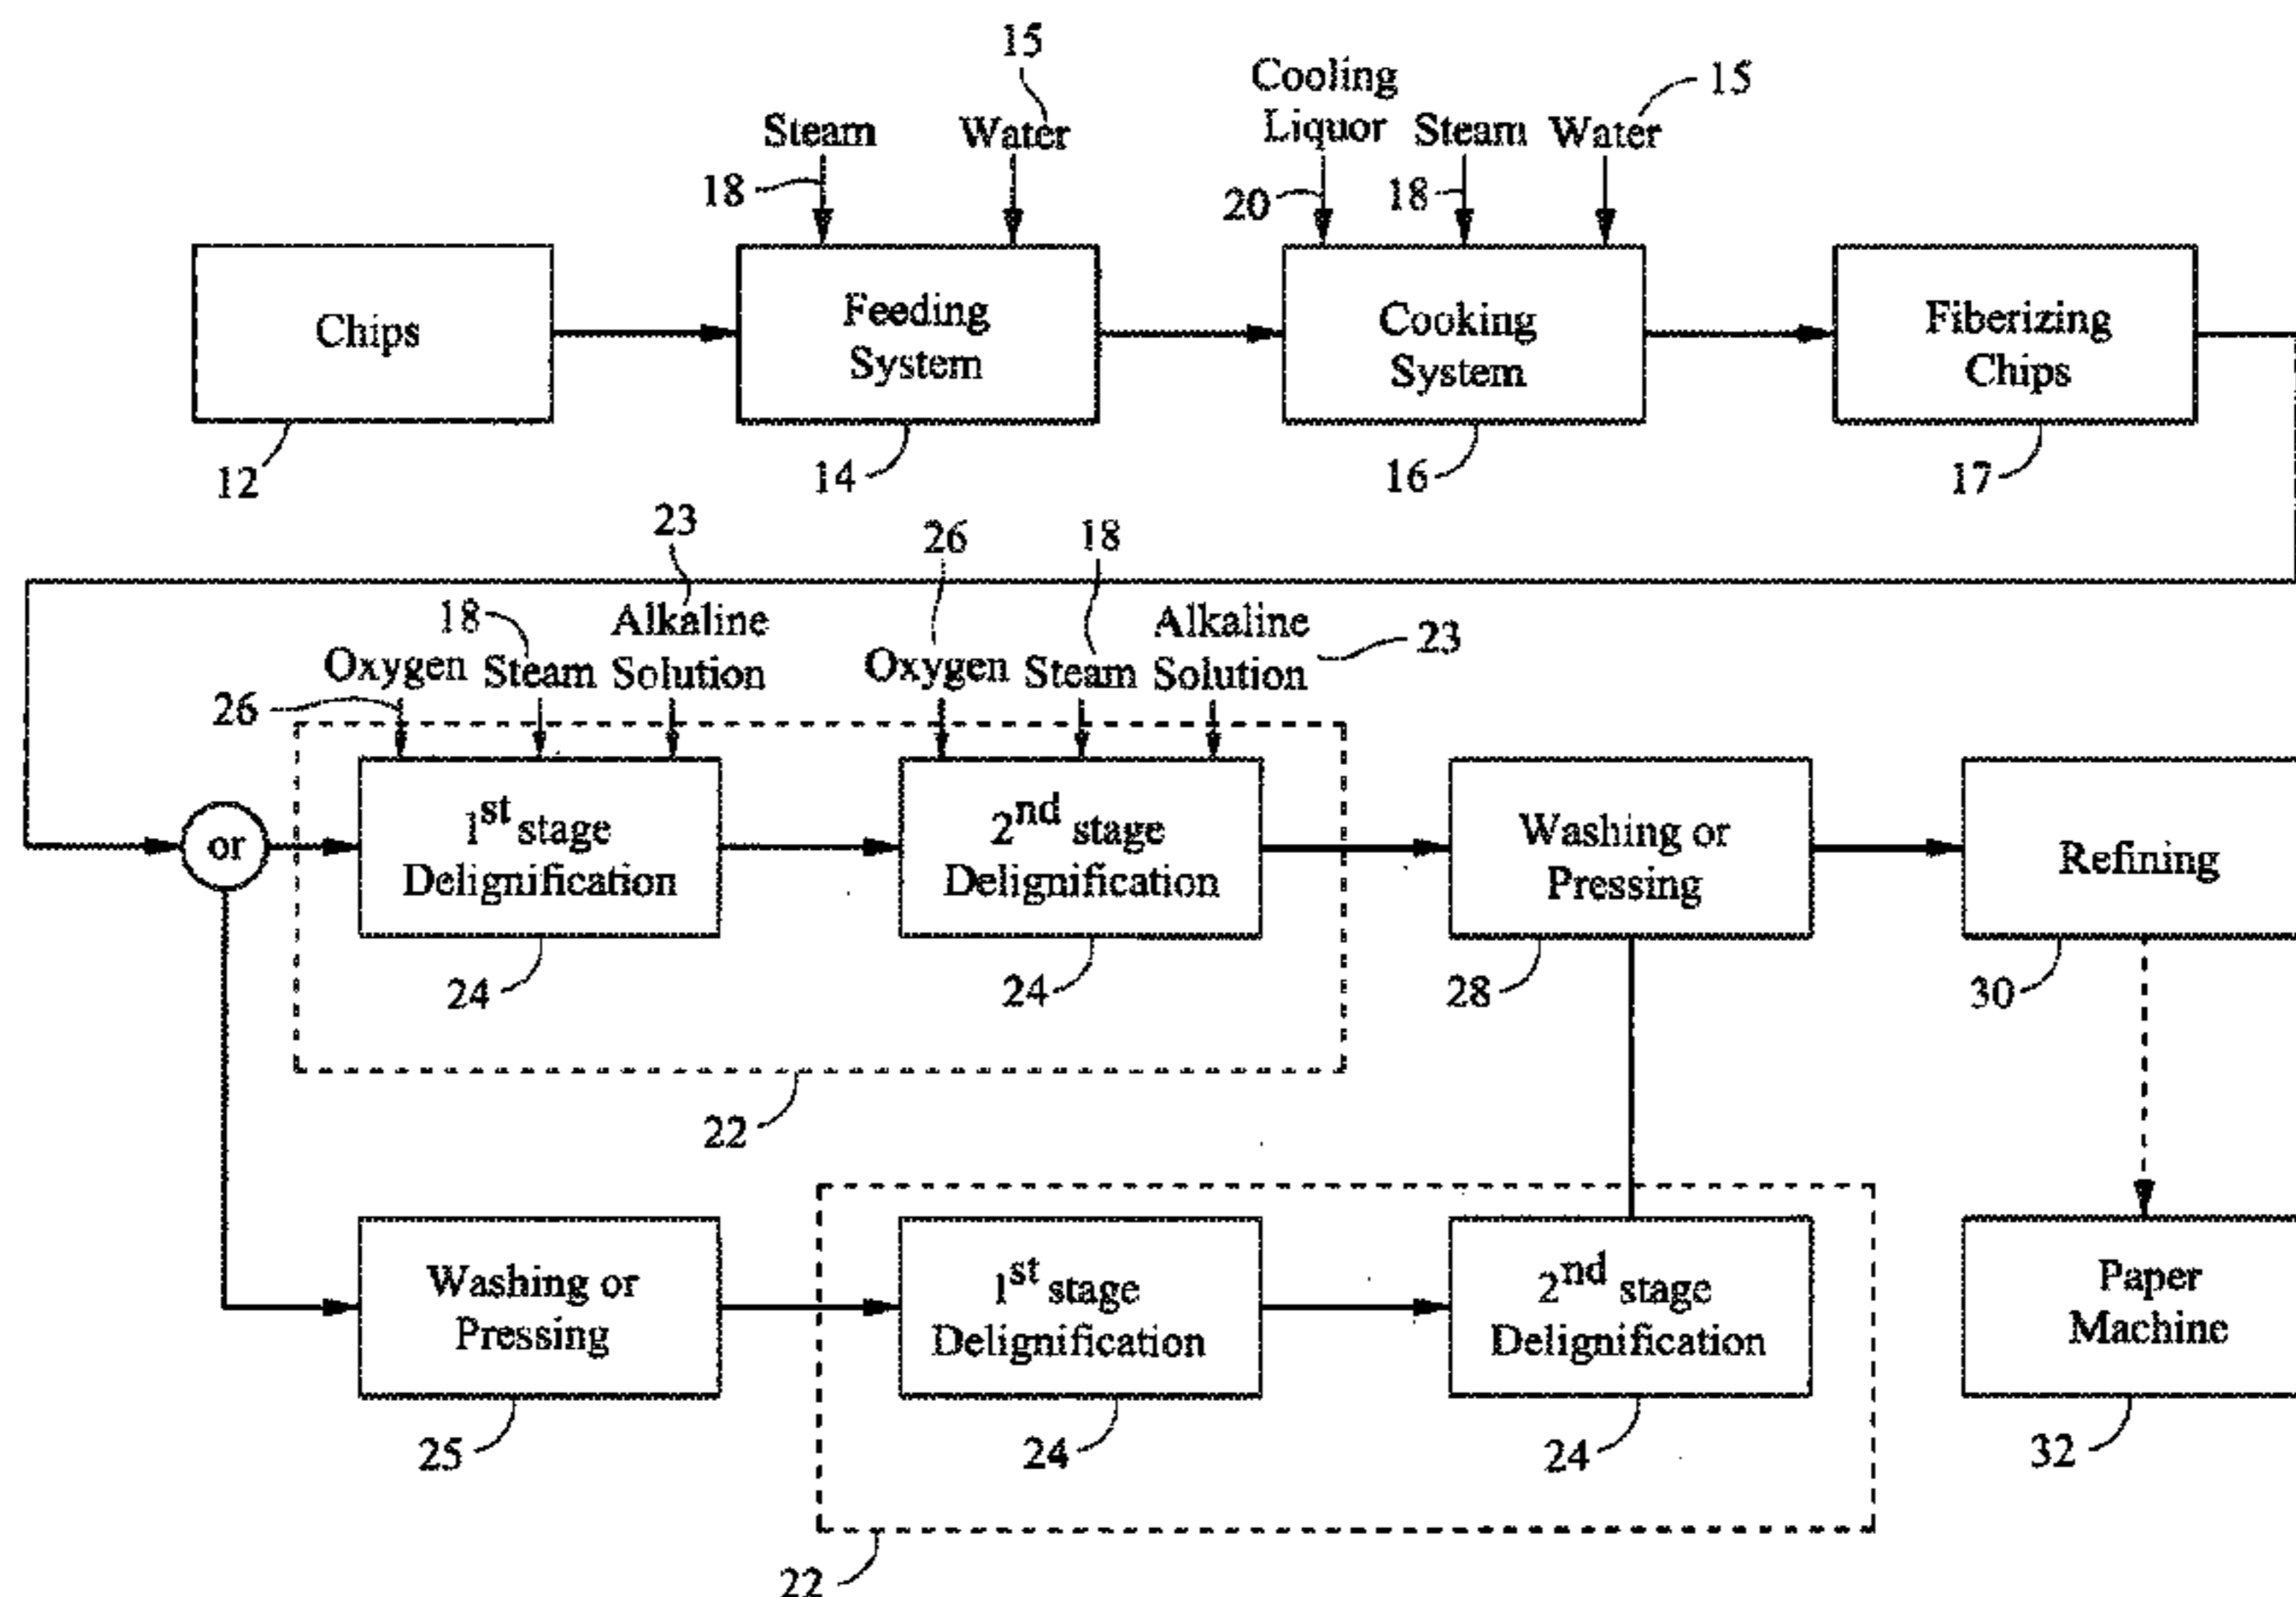 15
Cooling
15
Steam
Water
Liquor
Steam
Water
18
20
18
Chips
Feeding
System
Cooking
System
Fiberizing
Chips
12
14
16
17
23
26
18
18
Alkaline
Alkaline
23
Oxygen
Steam
Solution
Oxygen
Steam
Solution
26
or
1st stage
Delignification
2nd stage
Delignification
Washing or
Pressing
Refining
24
24
28
30
22
Washing or
Pressing
1st stage
Delignification
2nd stage
Delignification
Paper
Machine
25
24
24
32
22